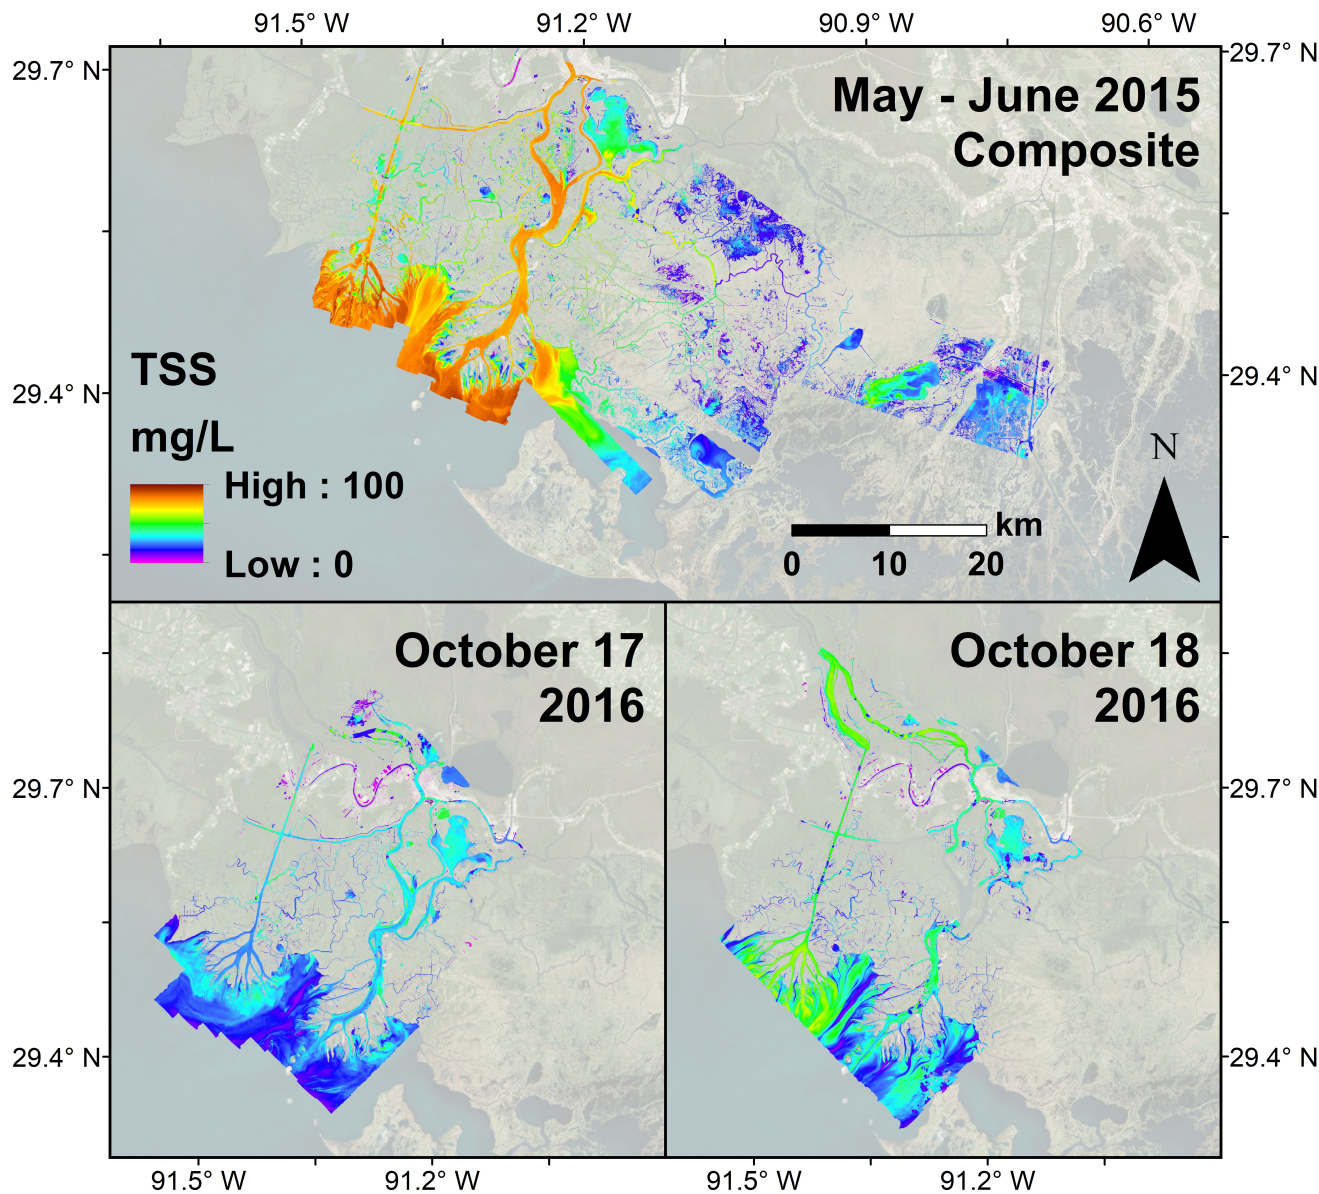 91.5° W 91.2° W 90.9° W 90.6° W
29.7° N 29.7° N
May - June 2015
Composite
TSS
mg/L
High : 100
Low : 0
29.4° N 29.4° N
N
km
0 10 20
October 17
2016
October 18
2016
29.7° N 29.7° N
29.4° N 29.4° N
91.5° W 91.2° W 91.5° W 91.2° W